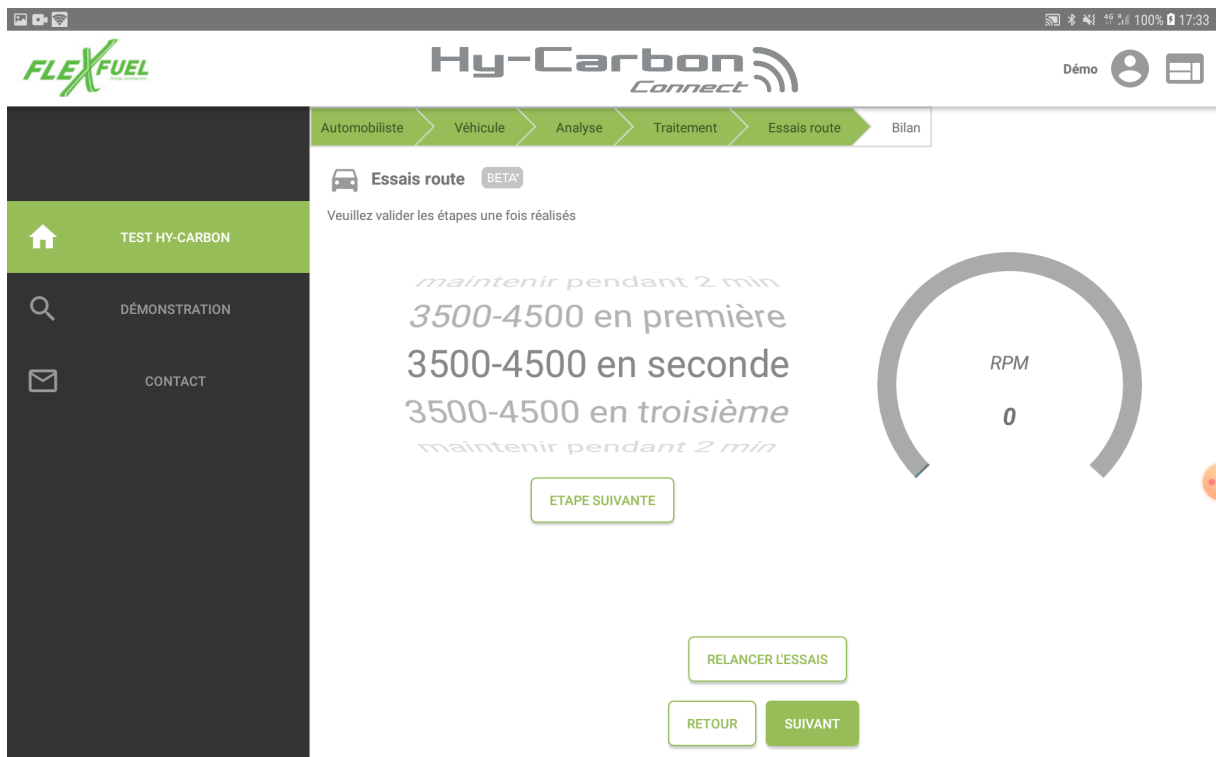 4G 100% 17:33
FLEXFUEL
Hy-Carbon
Connect
Démo
Automobiliste Véhicule Analyse Traitement Essais route Bilan
Essais route BETA*
Veuillez valider les étapes une fois réalisés
TEST HY-CARBON
DÉMONSTRATION
CONTACT
maintenir pendant 2 min
3500-4500 en première
3500-4500 en seconde
3500-4500 en troisième
maintenir pendant 2 min
RPM
0
ETAPE SUIVANTE
RELANCER L'ESSAIS
RETOUR SUIVANT